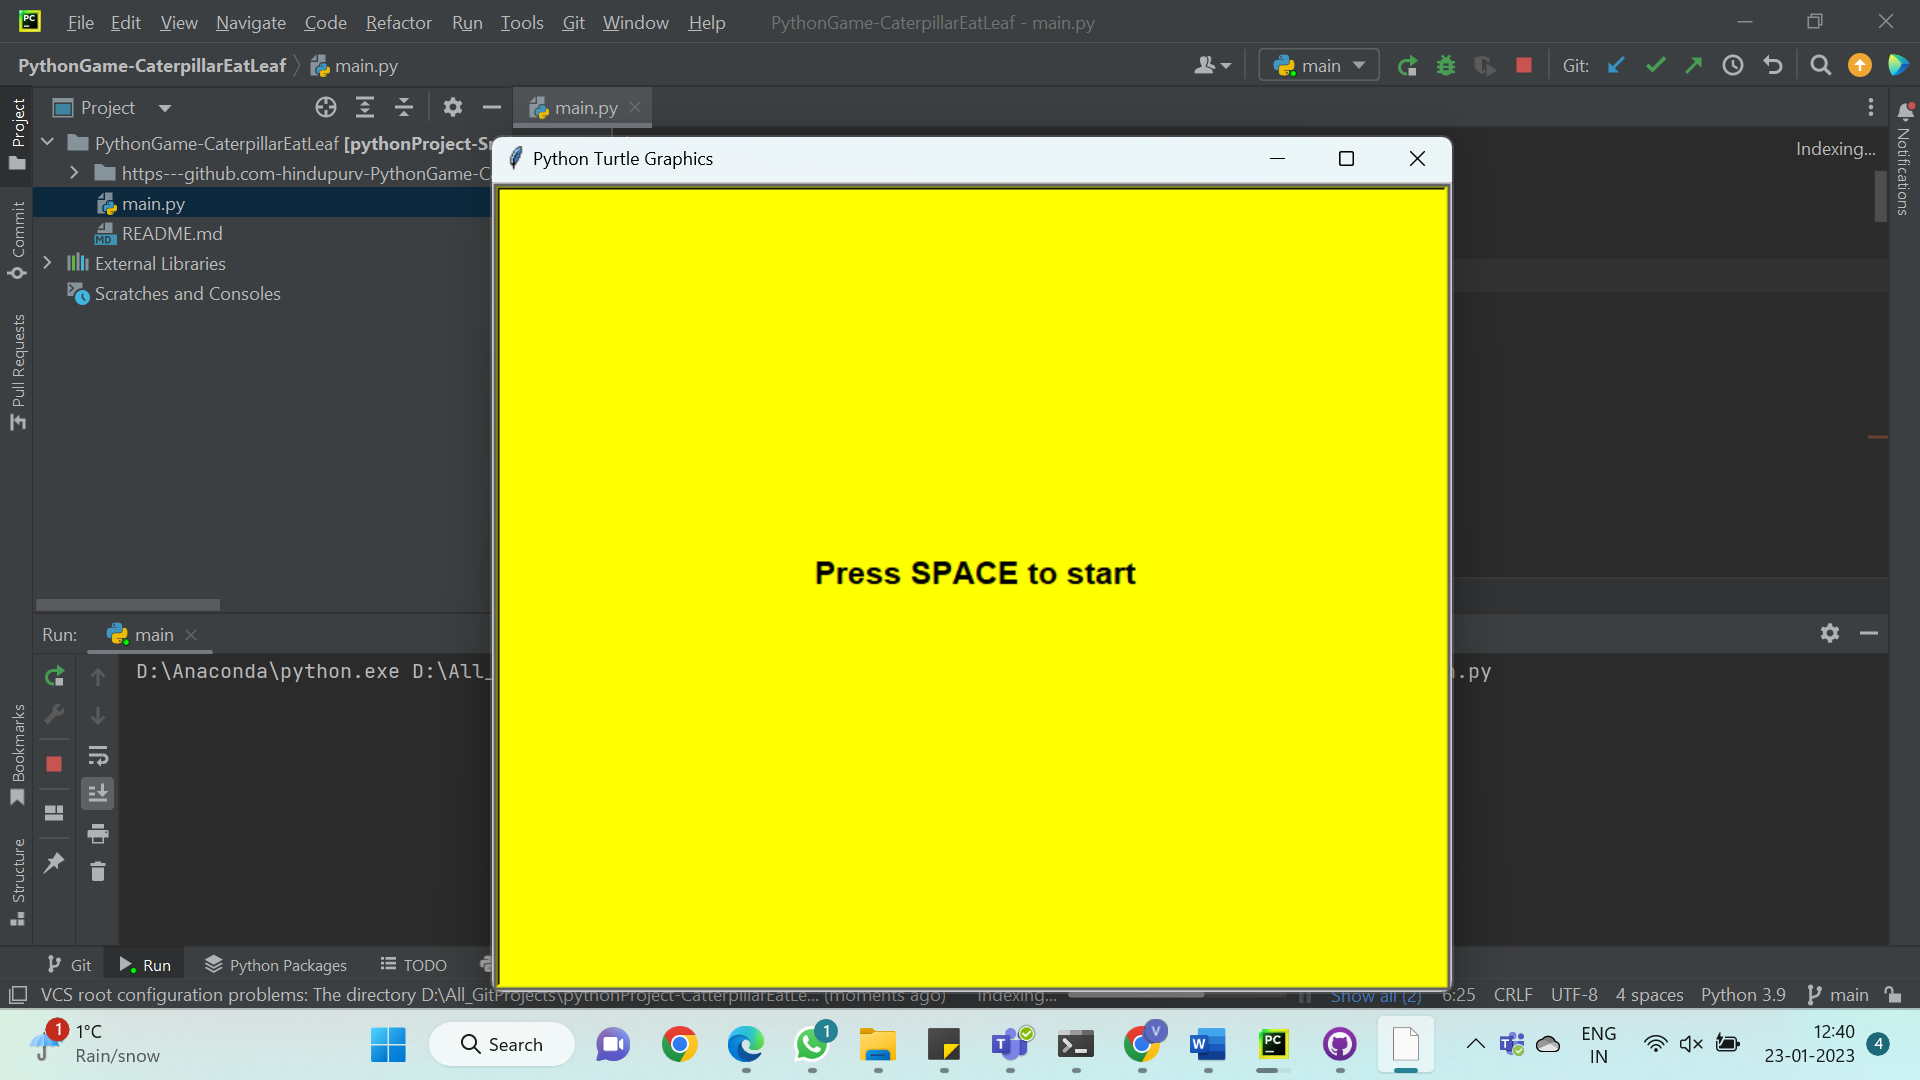 File Edit View Navigate Code Refactor Run Tools Git Window Help PythonGame-CaterpillarEatLeaf - main.py
PythonGame-CaterpillarEatLeaf main.py main Git:
Project main.py
PythonGame-CaterpillarEatLeaf [pythonProject-S
https---github.com-hindupurv-PythonGame-C
main.py
README.md
External Libraries
Scratches and Consoles
Project
Commit
Pull Requests
Bookmarks
Structure
Indexing...
Notifications
Python Turtle Graphics
Press SPACE to start
Run: main
D:\Anaconda\python.exe D:\All_
.py
Git Run Python Packages TODO
VCS root configuration problems: The directory D:\All_GitProjects\pythonProject-CatterpillarEatLe... (moments ago) Indexing... Show all (2) 6:25 CRLF UTF-8 4 spaces Python 3.9 main
1
1°C
Rain/snow
Search
1
V
ENG
IN
12:40
23-01-2023
4